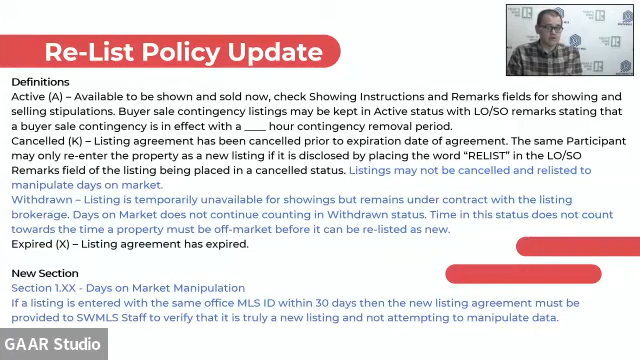 Re-List Policy Update
Definitions
Active (A) – Available to be shown and sold now, check Showing Instructions and Remarks fields for showing and
selling stipulations. Buyer sale contingency listings may be kept in Active status with LO/SO remarks stating that
a buyer sale contingency is in effect with a ____ hour contingency removal period.
Cancelled (K) – Listing agreement has been cancelled prior to expiration date of agreement. The same Participant
may only re-enter the property as a new listing if it is disclosed by placing the word “RELIST” in the LO/SO
Remarks field of the listing being placed in a cancelled status. Listings may not be cancelled and relisted to
manipulate days on market.
Withdrawn – Listing is temporarily unavailable for showings but remains under contract with the listing
brokerage. Days on Market does not continue counting in Withdrawn status. Time in this status does not count
towards the time a property must be off-market before it can be re-listed as new.
Expired (X) – Listing agreement has expired.
New Section
Section 1.XX - Days on Market Manipulation
If a listing is entered with the same office MLS ID within 30 days then the new listing agreement must be
provided to SWMLS Staff to verify that it is truly a new listing and not attempting to manipulate data.
GAAR Studio